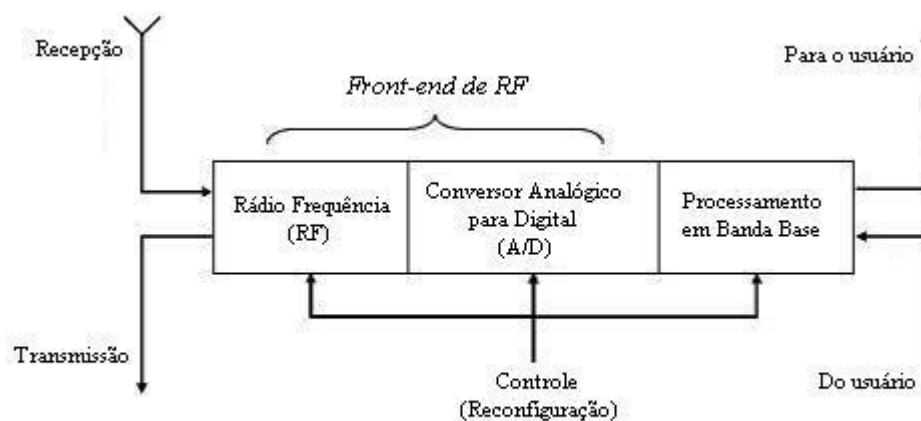 Recepção
Para o usuário
Front-end de RF
Rádio Frequência
(RF)
Conversor Analógico
para Digital
(A/D)
Processamento
em Banda Base
Transmissão
Controle
(Reconfiguração)
Do usuário